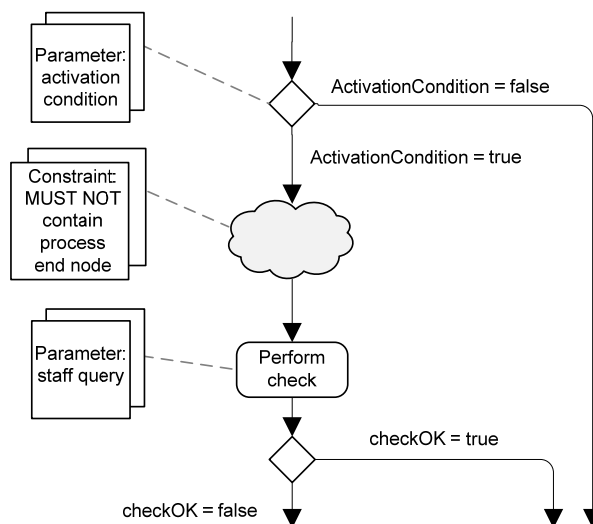 Parameter:
activation
condition
ActivationCondition = false
ActivationCondition = true
Constraint:
MUST NOT
contain
process
end node
Parameter:
staff query
Perform
check
checkOK = true
checkOK = false